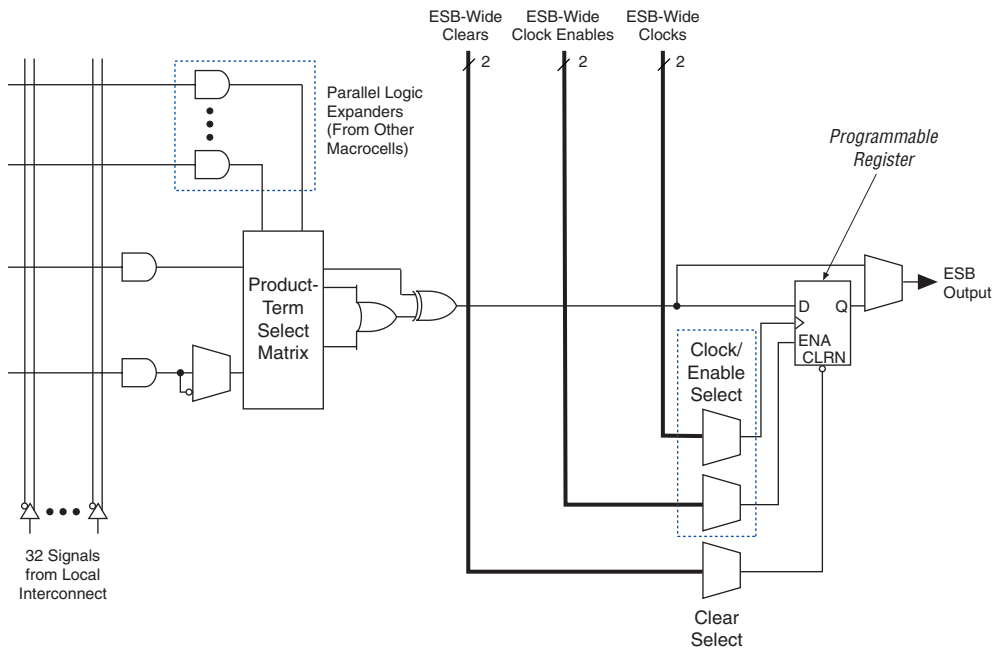 ESB-Wide
Clears
ESB-Wide
Clock Enables
ESB-Wide
Clocks
2
2
2
Parallel Logic
Expanders
(From Other
Macrocells)
Programmable
Register
Product-
Term
Select
Matrix
ESB
Output
D
Q
ENA
CLRN
Clock/
Enable
Select
32 Signals
from Local
Interconnect
Clear
Select